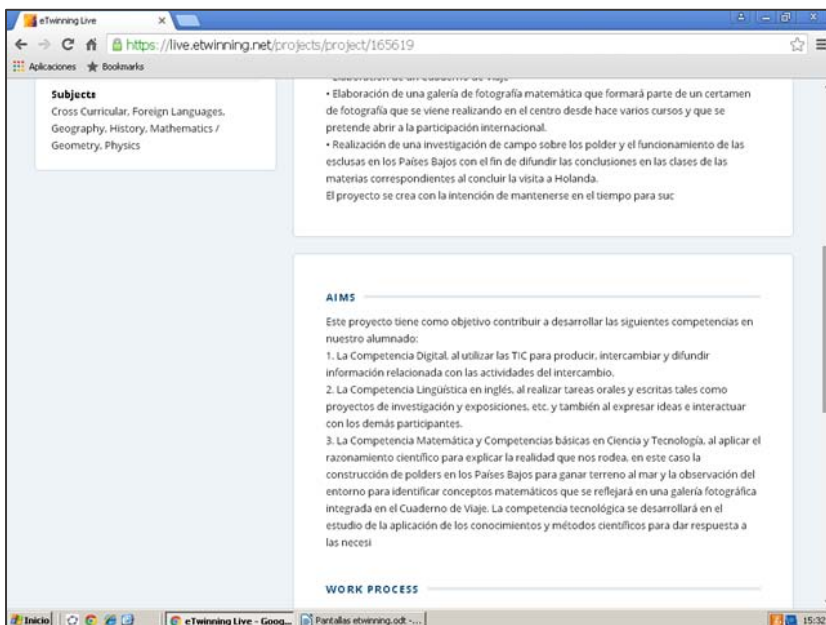 eTwinning Live
https://live.etwinning.net/projects/project/165619
Aplicaciones Bookmarks
Subjects
Cross Curricular, Foreign Languages,
Geography, History, Mathematics /
Geometry, Physics
• Elaboración de un Cuaderno de Viaje
• Elaboración de una galería de fotografía matemática que formará parte de un certamen
de fotografía que se viene realizando en el centro desde hace varios cursos y que se
pretende abrir a la participación internacional.
• Realización de una investigación de campo sobre los polder y el funcionamiento de las
esclusas en los Países Bajos con el fin de difundir las conclusiones en las clases de las
materias correspondientes al concluir la visita a Holanda.
El proyecto se crea con la intención de mantenerse en el tiempo para suc
AIMS
Este proyecto tiene como objetivo contribuir a desarrollar las siguientes competencias en
nuestro alumnado:
1. La Competencia Digital, al utilizar las TIC para producir, intercambiar y difundir
información relacionada con las actividades del intercambio.
2. La Competencia Lingüística en inglés, al realizar tareas orales y escritas tales como
proyectos de investigación y exposiciones, etc. y también al expresar ideas e interactuar
con los demás participantes.
3. La Competencia Matemática y Competencias básicas en Ciencia y Tecnología, al aplicar el
razonamiento científico para explicar la realidad que nos rodea, en este caso la
construcción de polders en los Países Bajos para ganar terreno al mar y la observación del
entorno para identificar conceptos matemáticos que se reflejará en una galería fotográfica
integrada en el Cuaderno de Viaje. La competencia tecnológica se desarrollará en el
estudio de la aplicación de los conocimientos y métodos científicos para dar respuesta a
las necesi
WORK PROCESS
Inicio eTwinning Live - Goog... Pantallas etwinning.odt -... 15:32